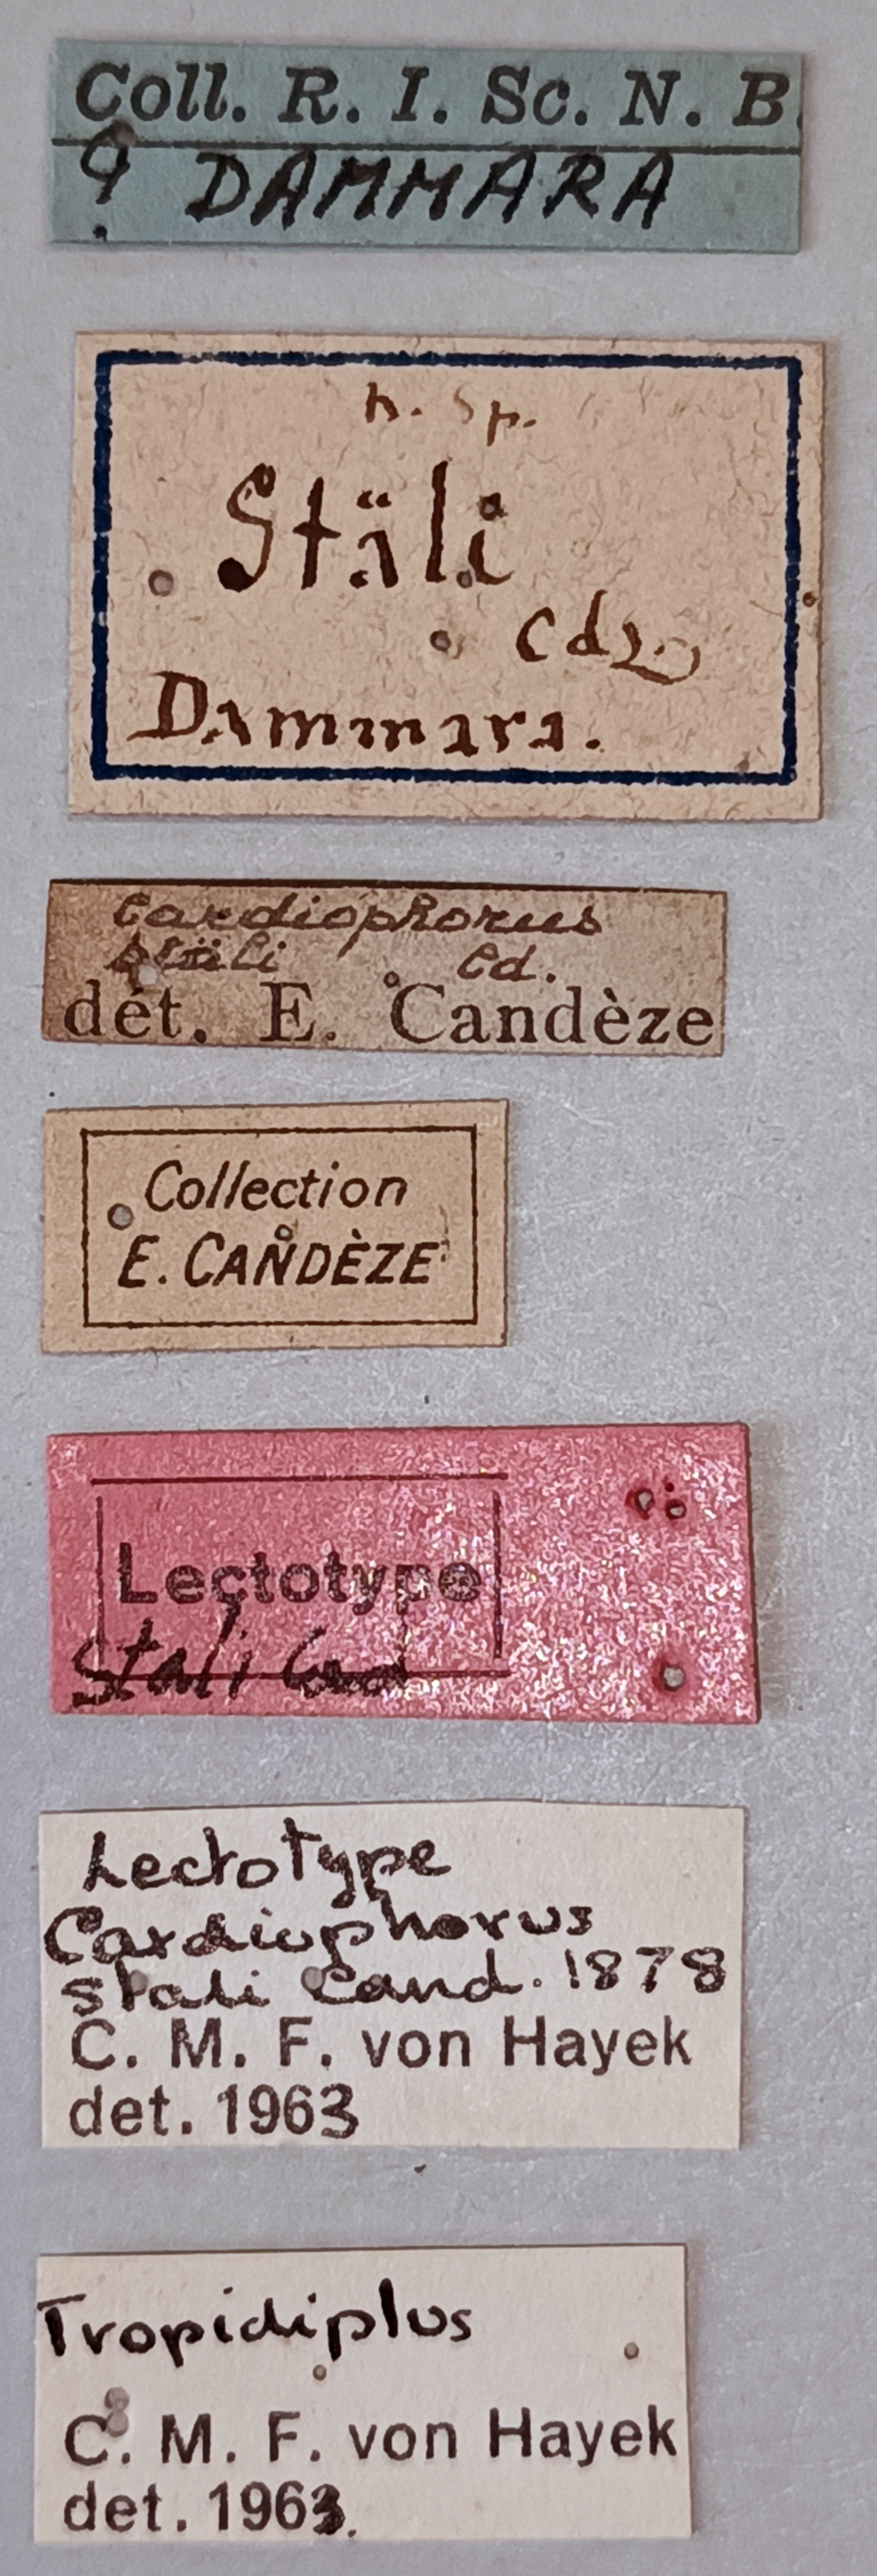 Coll. R. I. Sc. N. B.
? DAMMARA
n. sp.
Stäli
Cdz
Dammara.
Cardiophorus
stäli Cd.
dét. E. Candèze
Collection
E. CANDÈZE
Lectotype
Stali Cand
Lectotype
Cardiophorus
stali Cand. 1878
C. M. F. von Hayek
det. 1963
Tropidiplus
C. M. F. von Hayek
det. 1963.